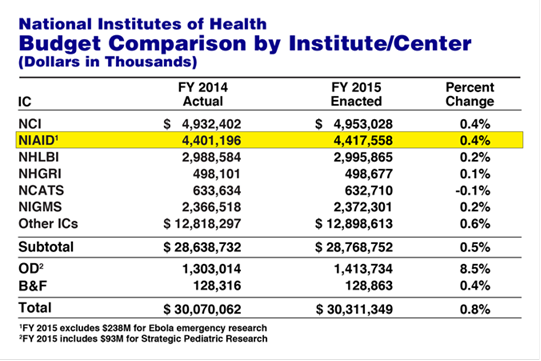 National Institutes of Health
Budget Comparison by Institute/Center
(Dollars in Thousands)
FY 2014 FY 2015 Percent
IC Actual Enacted Change
NCI $ 4,932,402 $ 4,953,028 0.4%
NIAID¹ 4,401,196 4,417,558 0.4%
NHLBI 2,988,584 2,995,865 0.2%
NHGRI 498,101 498,677 0.1%
NCATS 633,634 632,710 -0.1%
NIGMS 2,366,518 2,372,301 0.2%
Other ICs $ 12,818,297 $ 12,898,613 0.6%
Subtotal $ 28,638,732 $ 28,768,752 0.5%
OD² 1,303,014 1,413,734 8.5%
B&F 128,316 128,863 0.4%
Total $ 30,070,062 $ 30,311,349 0.8%
¹FY 2015 excludes $238M for Ebola emergency research
²FY 2015 includes $93M for Strategic Pediatric Research